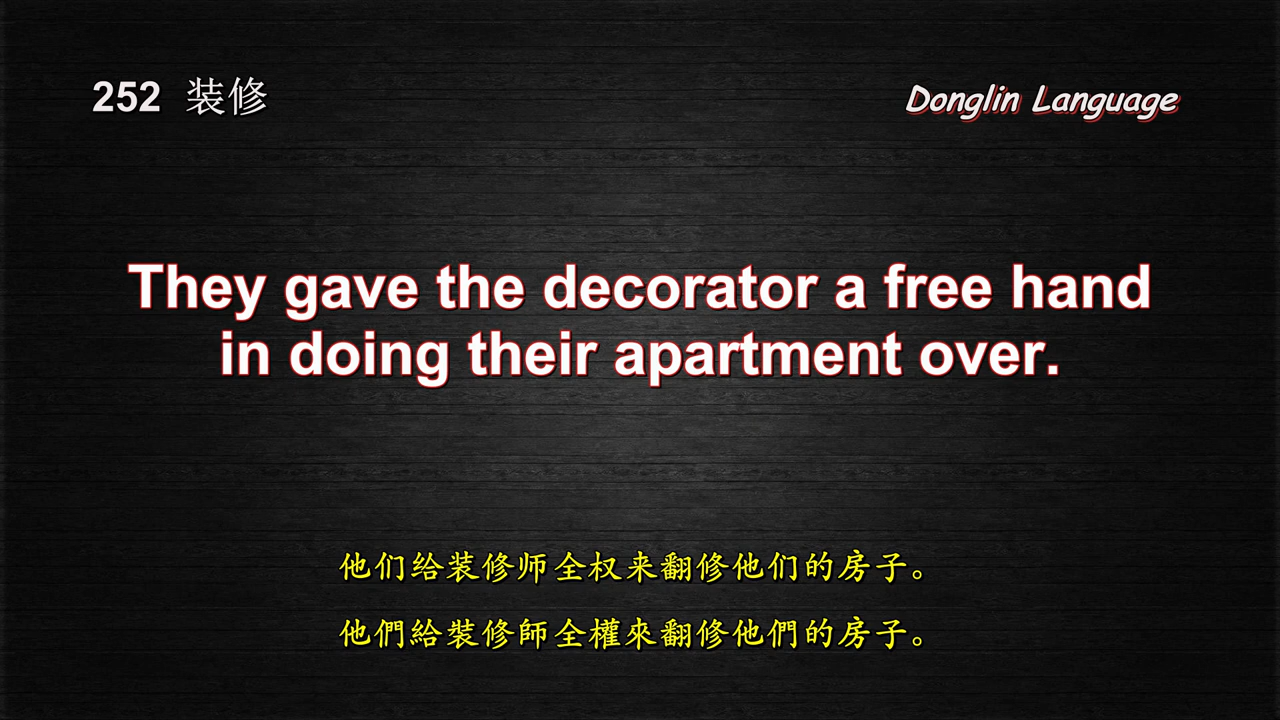 252 装修
Donglin Language
They gave the decorator a free hand
in doing their apartment over.
他们给装修师全权来翻修他们的房子。
他們給裝修師全權來翻修他們的房子。